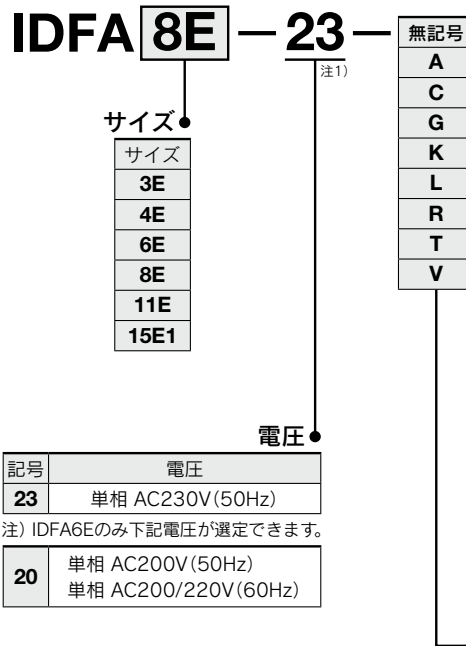 IDFA 8E — 23 —
注1)
サイズ
サイズ
3E
4E
6E
8E
11E
15E1
無記号
A
C
G
K
L
R
T
V
電圧
記号 電圧
23 単相 AC230V(50Hz)
注) IDFA6Eのみ下記電圧が選定できます。
20 単相 AC200V(50Hz)
単相 AC200/220V(60Hz)